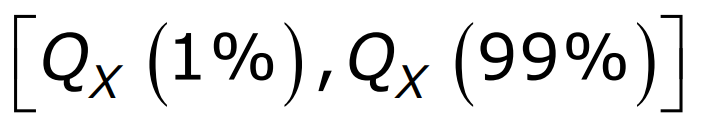 [Q_X (1%), Q_X (99%)]